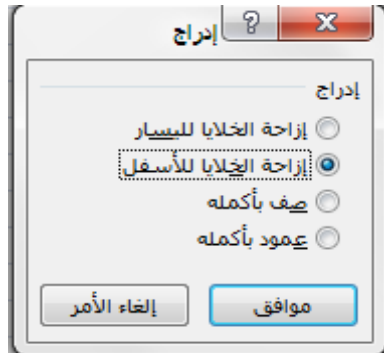 إدراج
إدراج
إزاحة الخلايا لليسار
إزاحة الخلايا للأسفل
صف بأكمله
عمود بأكمله
موافق
إلغاء الأمر